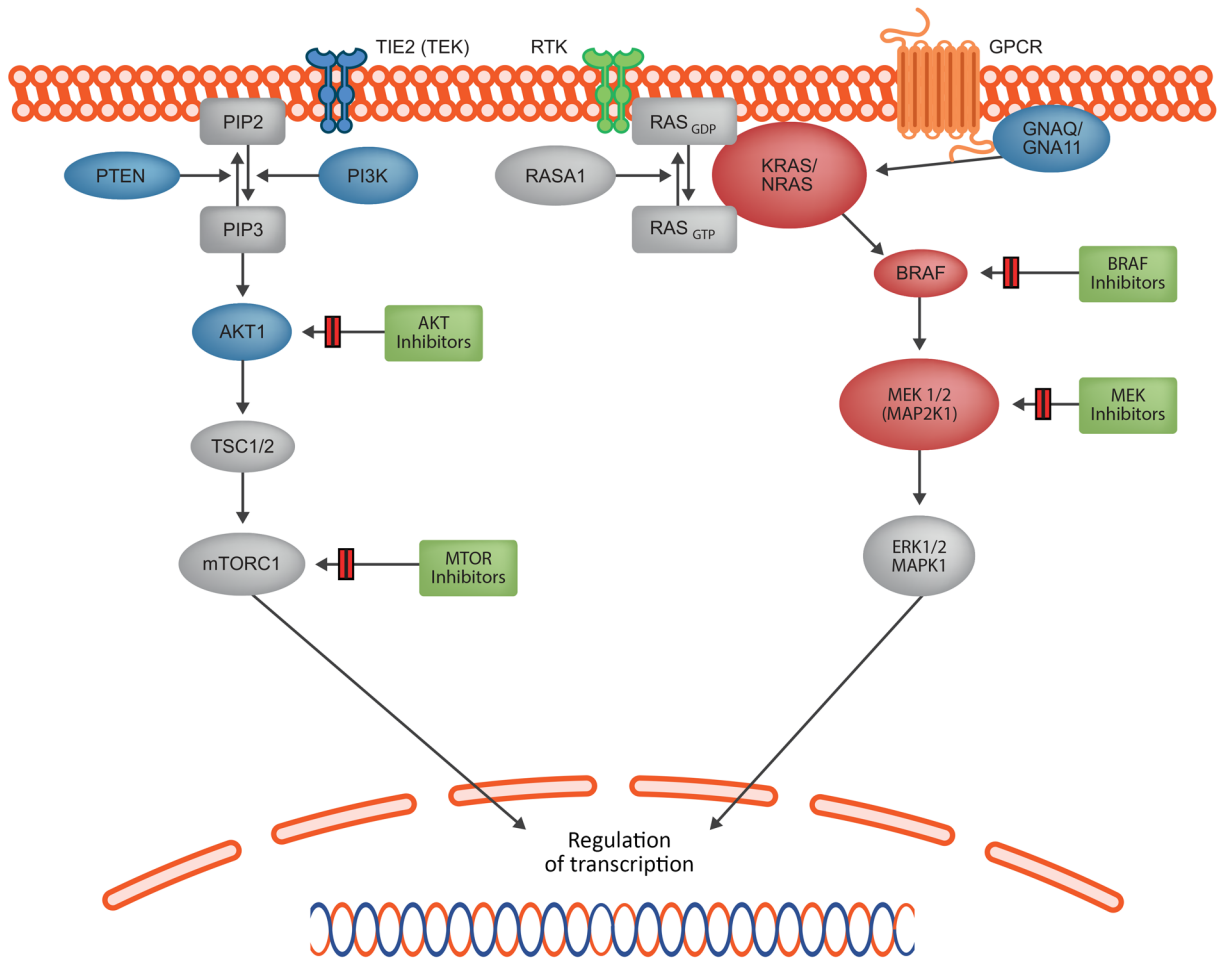 TIE2 (TEK)
RTK
GPCR
PIP2
RAS GDP
GNAQ/
GNA11
PTEN
PI3K
RASA1
KRAS/
NRAS
PIP3
RAS GTP
BRAF
BRAF
Inhibitors
AKT1
AKT
Inhibitors
MEK 1/2
(MAP2K1)
MEK
Inhibitors
TSC1/2
mTORC1
MTOR
Inhibitors
ERK1/2
MAPK1
Regulation
of transcription